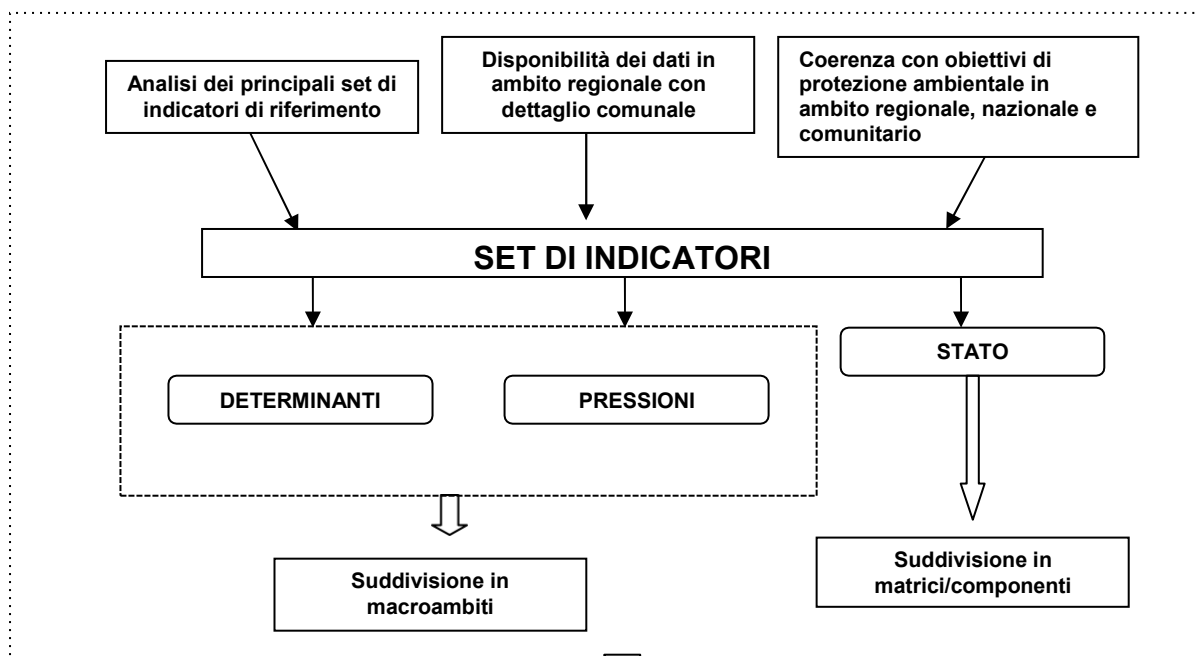 Analisi dei principali set di
indicatori di riferimento
Disponibilità dei dati in
ambito regionale con
dettaglio comunale
Coerenza con obiettivi di
protezione ambientale in
ambito regionale, nazionale e
comunitario
SET DI INDICATORI
DETERMINANTI
PRESSIONI
STATO
Suddivisione in
macroambiti
Suddivisione in
matrici/componenti